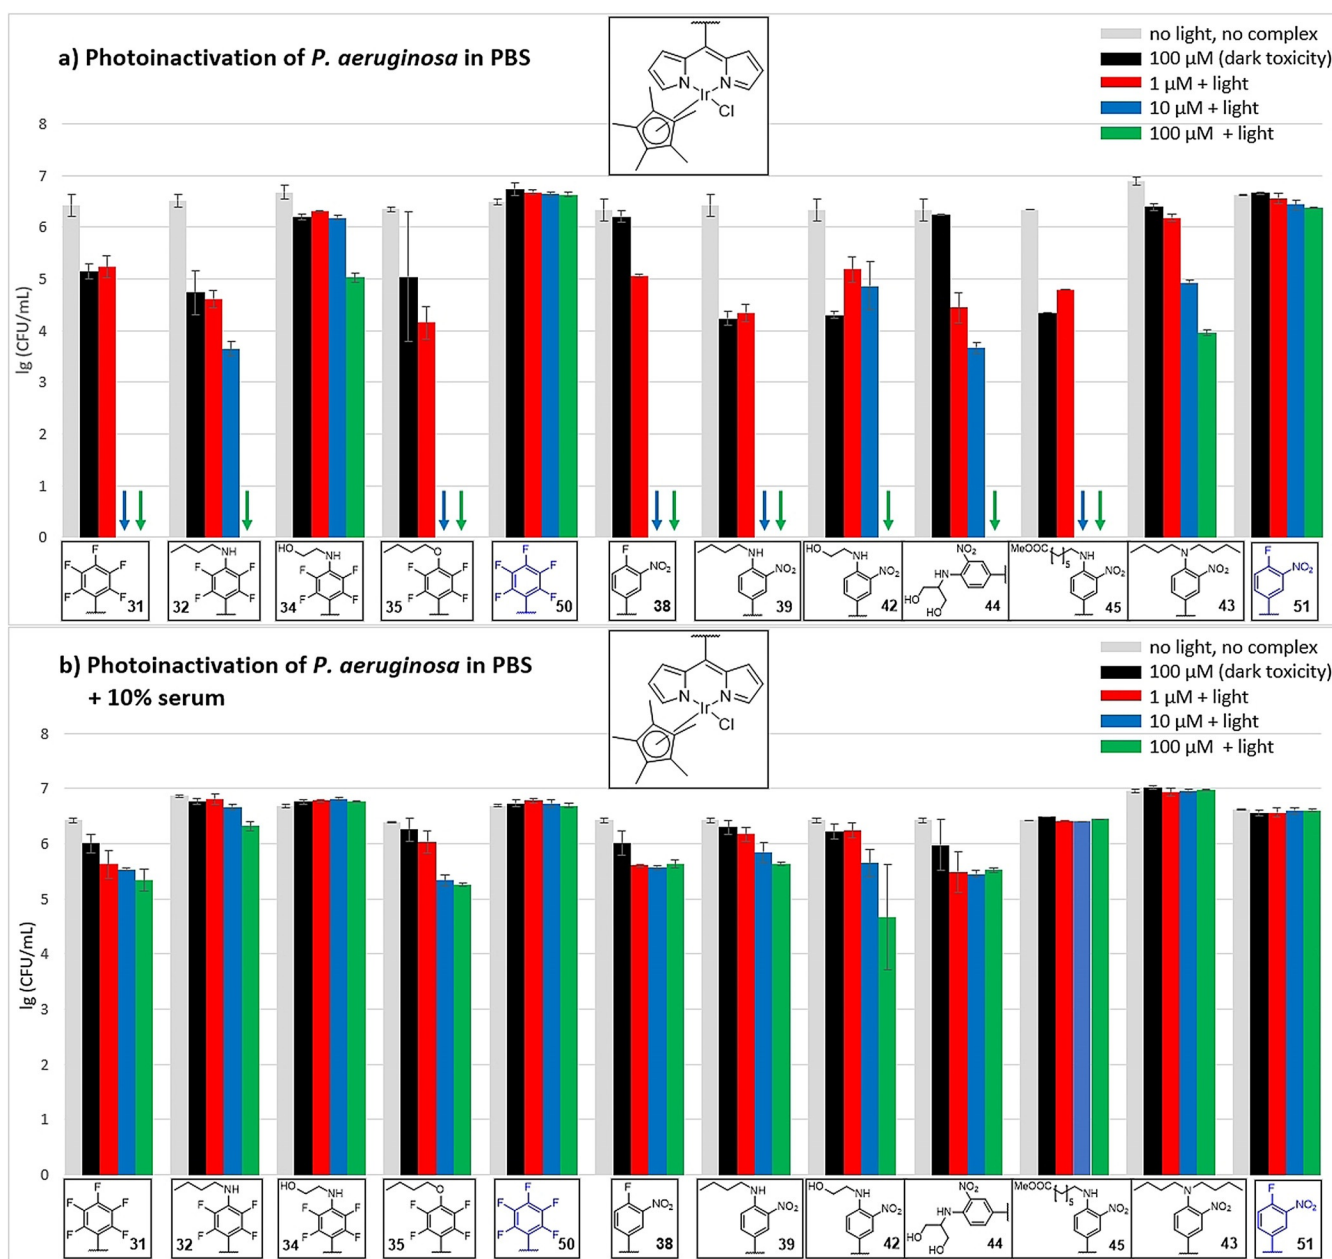 a) Photoinactivation of P. aeruginosa in PBS
N
N
Ir
Cl
no light, no complex
100 µM (dark toxicity)
1 µM + light
10 µM + light
100 µM + light
lg (CFU/mL)
8
7
6
5
4
3
2
1
0
F
F
F
F
F
31
NH
F
F
F
F
32
HO
NH
F
F
F
F
34
O
F
F
F
F
35
F
F
F
F
F
50
F
NO2
38
NH
NO2
39
HO
NH
NO2
42
NO2
HN
HO
HO
44
MeOOC
5
NH
NO2
45
N
NO2
43
F
NO2
51
b) Photoinactivation of P. aeruginosa in PBS
+ 10% serum
N
N
Ir
Cl
no light, no complex
100 µM (dark toxicity)
1 µM + light
10 µM + light
100 µM + light
lg (CFU/mL)
8
7
6
5
4
3
2
1
0
F
F
F
F
F
31
NH
F
F
F
F
32
HO
NH
F
F
F
F
34
O
F
F
F
F
35
F
F
F
F
F
50
F
NO2
38
NH
NO2
39
HO
NH
NO2
42
NO2
HN
HO
HO
44
MeOOC
5
NH
NO2
45
N
NO2
43
F
NO2
51